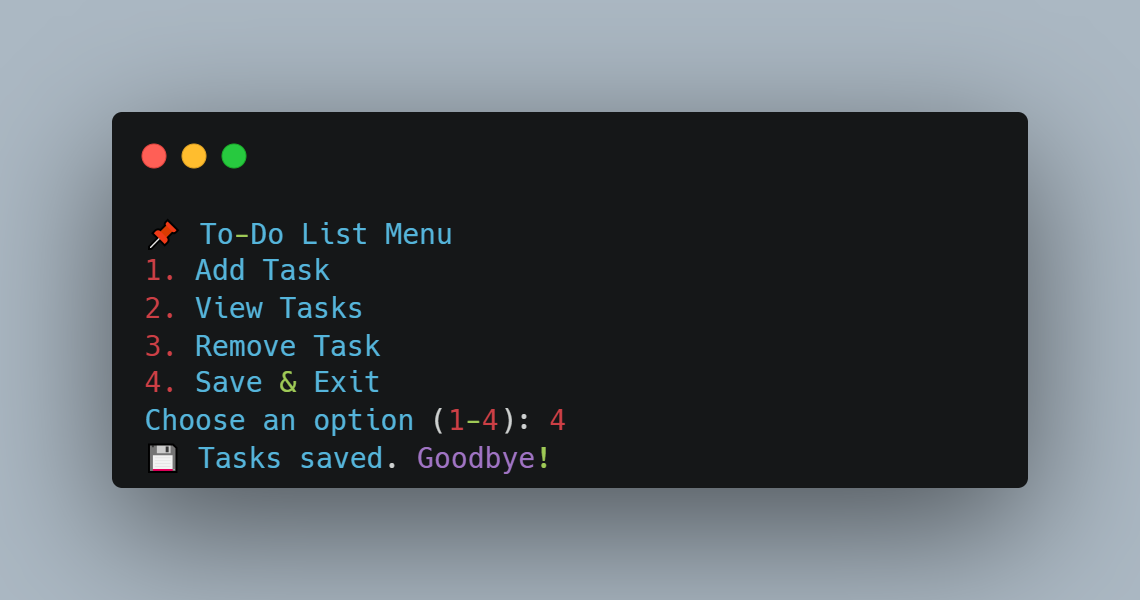 📌 To-Do List Menu
1. Add Task
2. View Tasks
3. Remove Task
4. Save & Exit
Choose an option (1-4): 4
💾 Tasks saved. Goodbye!